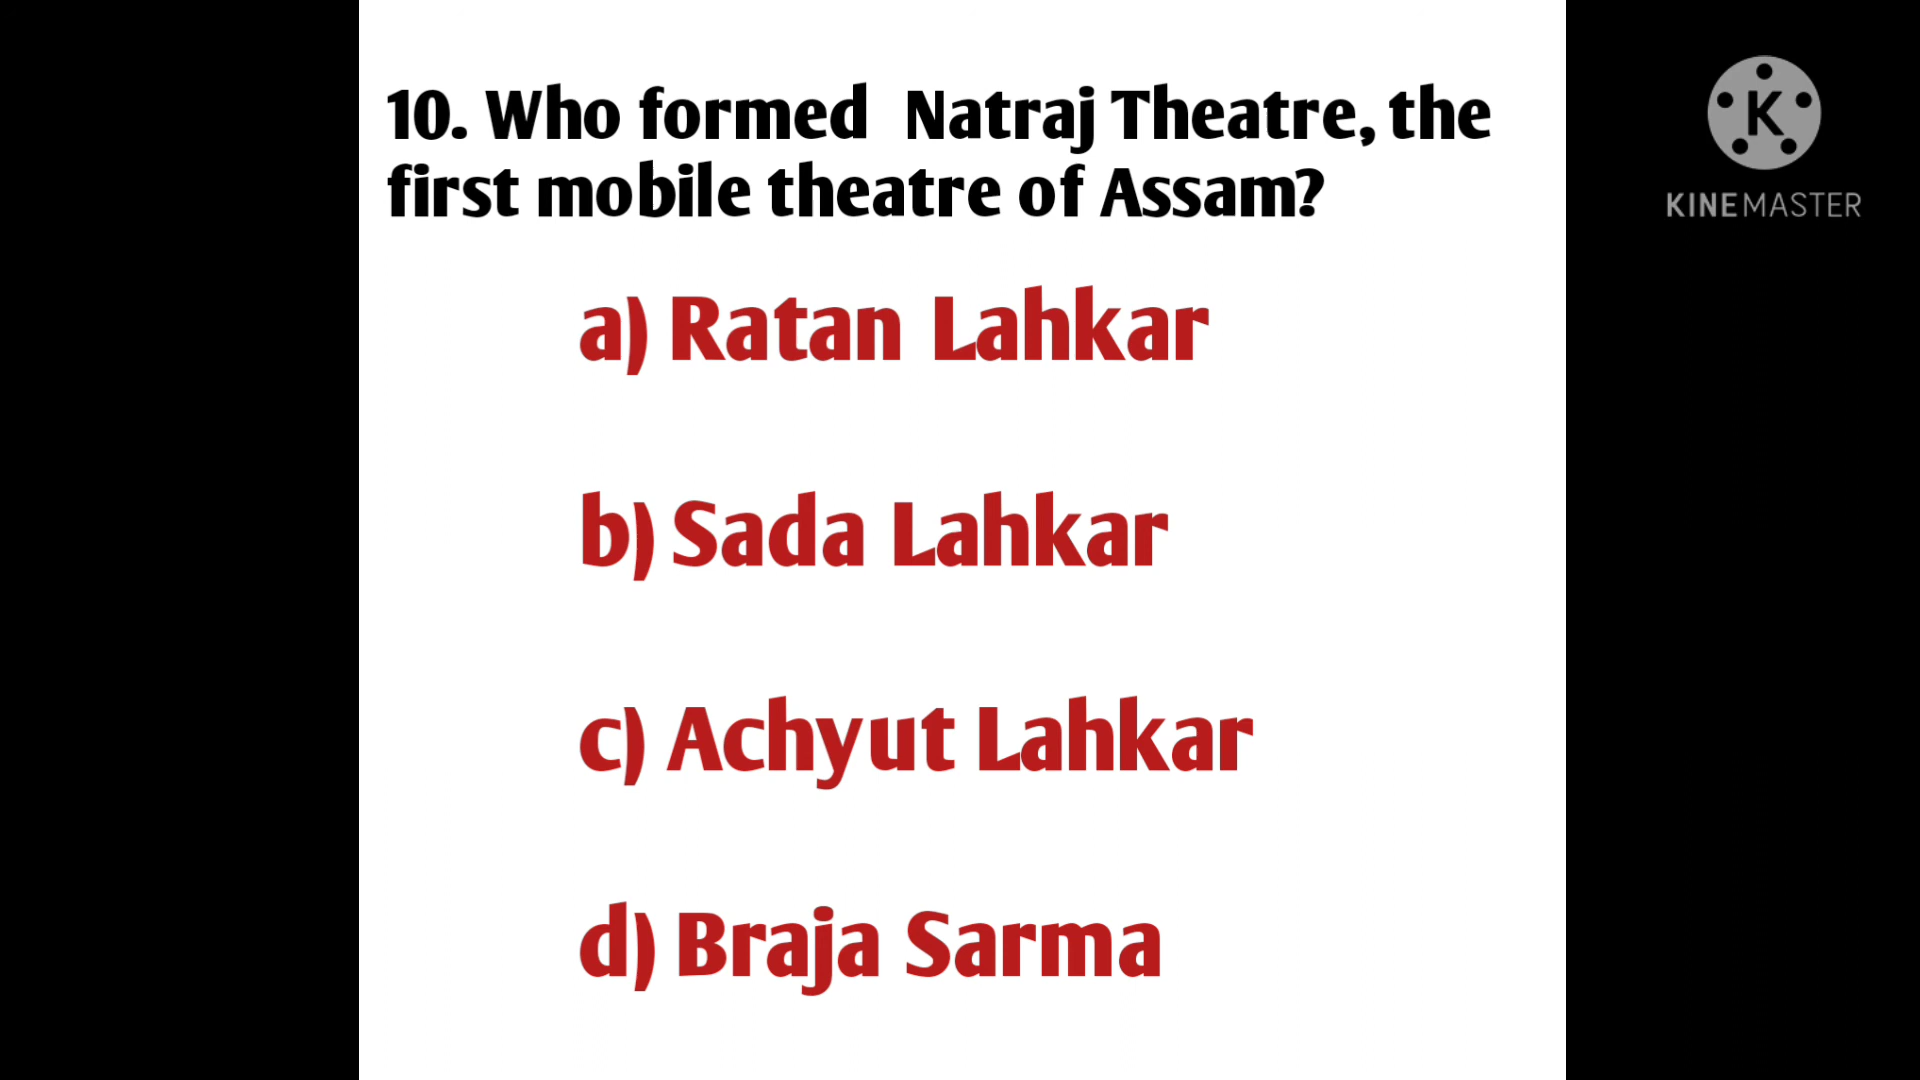 10. Who formed Natraj Theatre, the
first mobile theatre of Assam?
a) Ratan Lahkar
b) Sada Lahkar
c) Achyut Lahkar
d) Braja Sarma
K
KINEMASTER